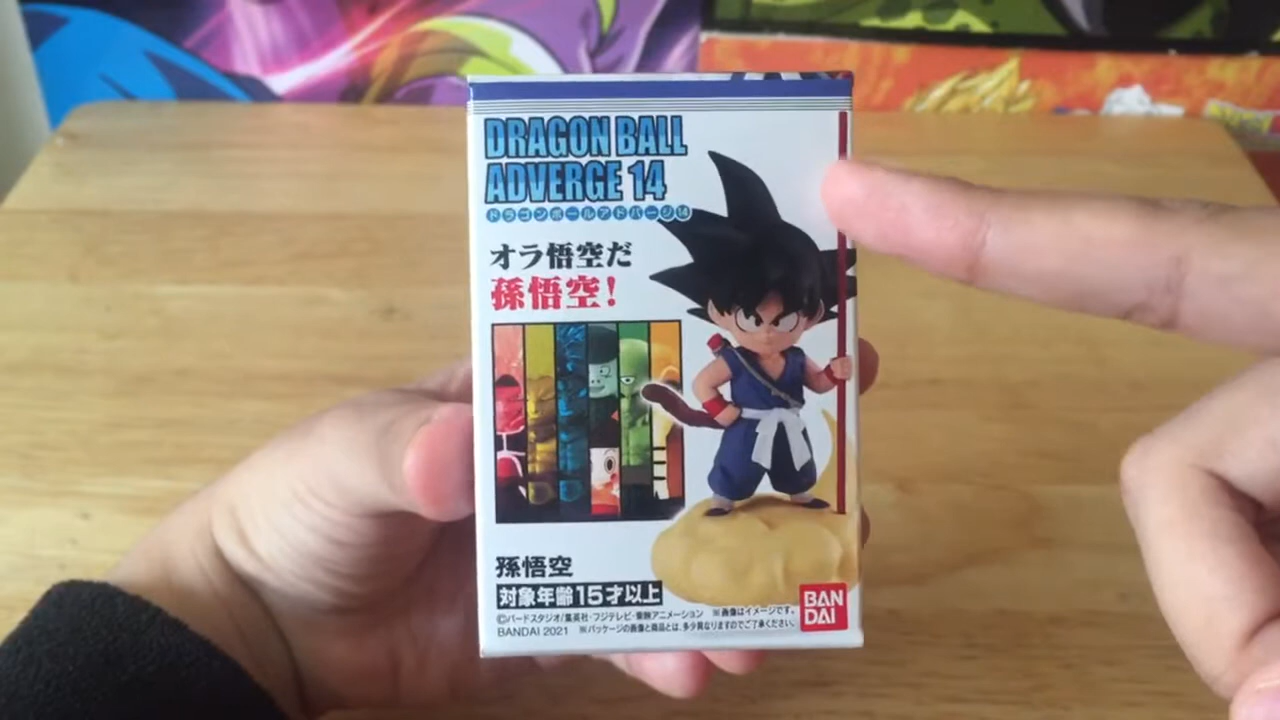 DRAGON BALL
ADVERGE 14
ドラゴンボールアドバージ14
オラ悟空だ
孫悟空!
孫悟空
対象年齢15才以上
©バードスタジオ/集英社・フジテレビ・東映アニメーション ※画像はイメージです。
BANDAI 2021 ※パッケージの画像と商品とは、多少異なりますのでご了承ください。
BAN
DAI